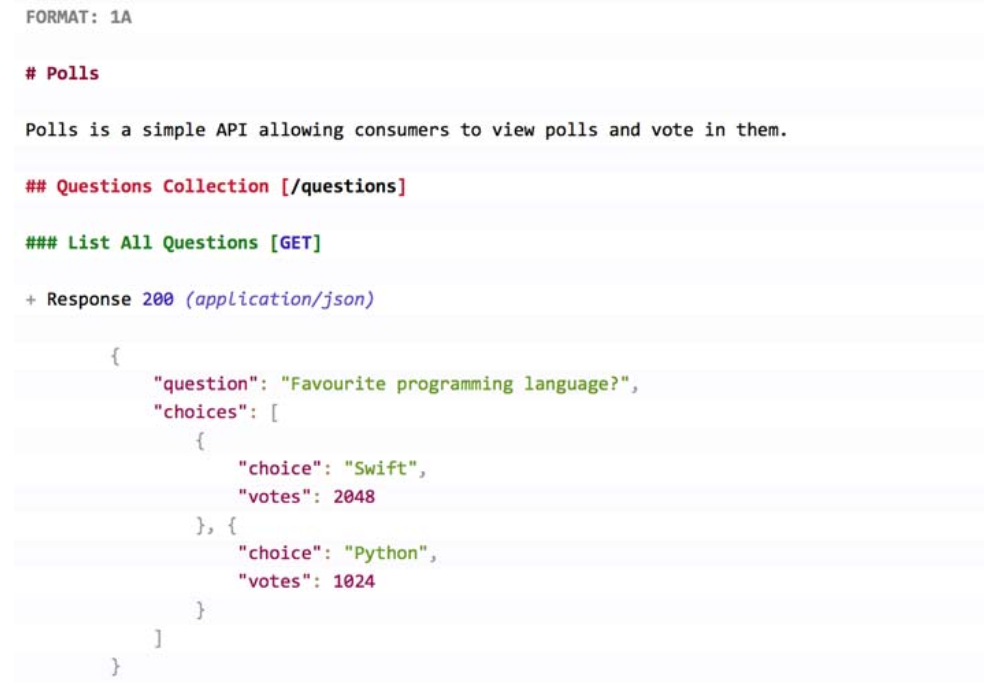 FORMAT: 1A
# Polls
Polls is a simple API allowing consumers to view polls and vote in them.
## Questions Collection [/questions]
### List All Questions [GET]
+ Response 200 (application/json)
{
"question": "Favourite programming language?",
"choices": [
{
"choice": "Swift",
"votes": 2048
}, {
"choice": "Python",
"votes": 1024
}
]
}